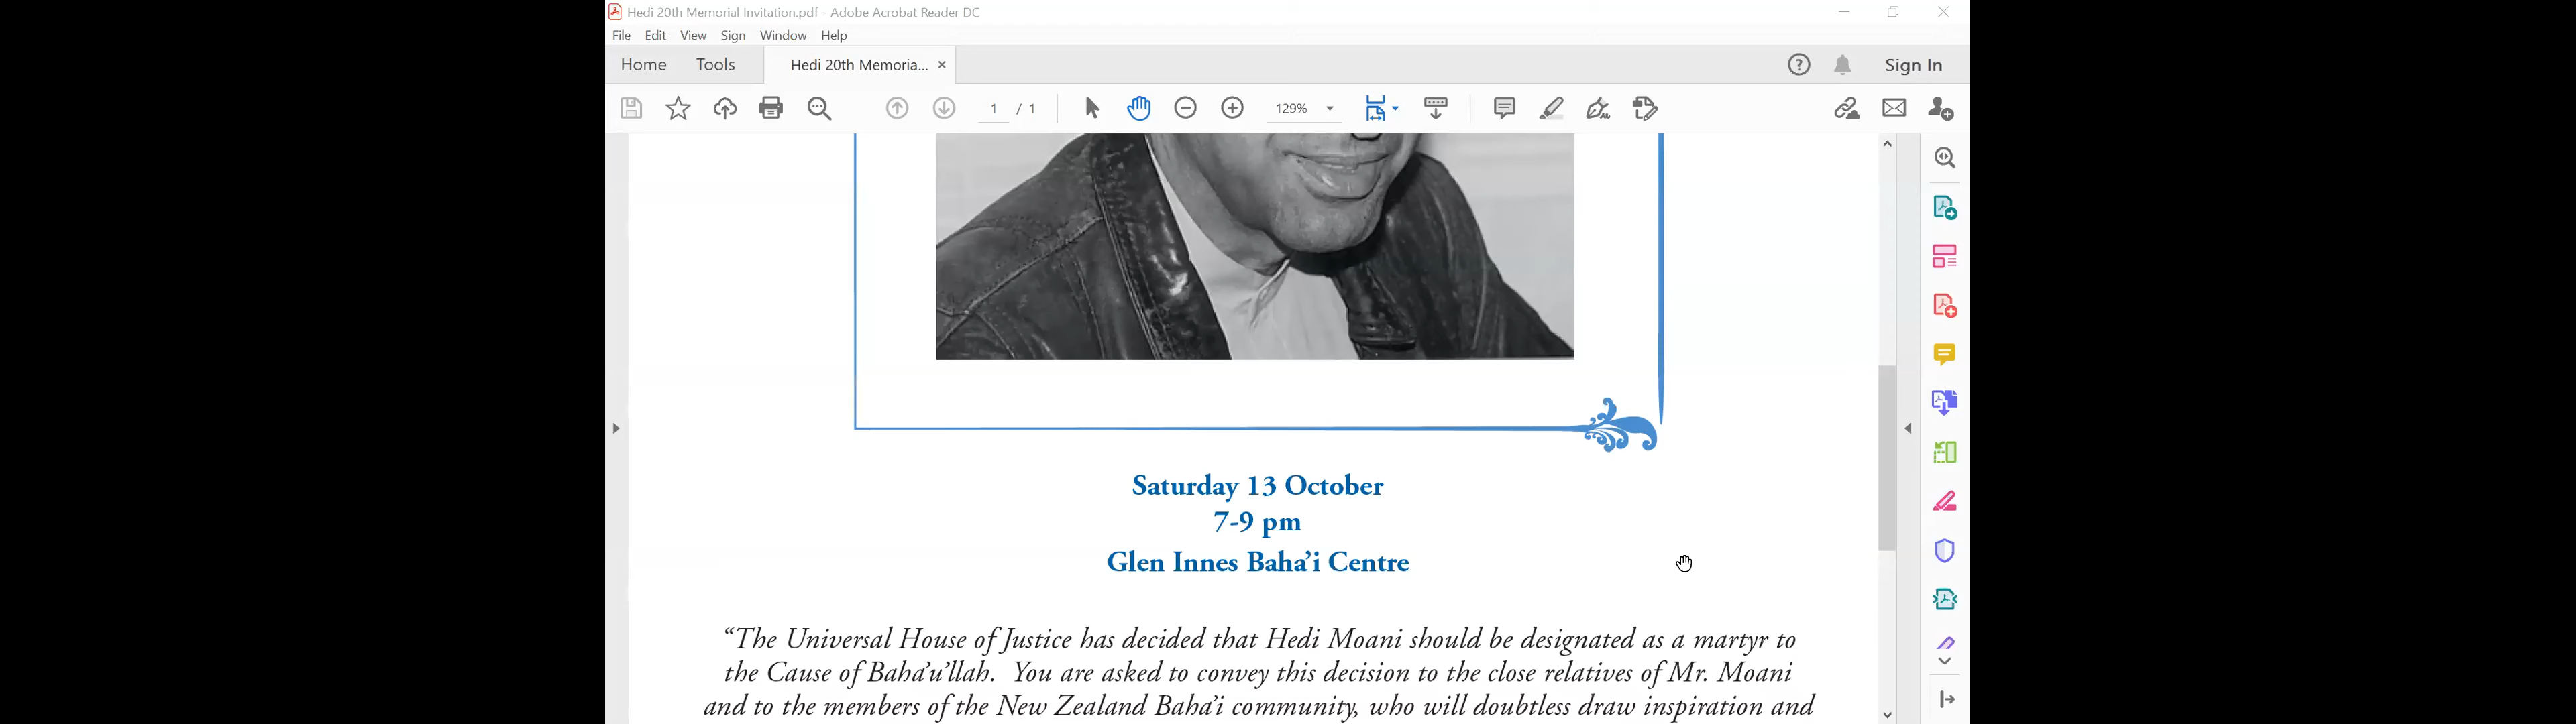 Hedi 20th Memorial Invitation.pdf - Adobe Acrobat Reader DC
File Edit View Sign Window Help
Home Tools Hedi 20th Memoria... × Sign In
1 / 1 129%
Saturday 13 October
7-9 pm
Glen Innes Baha’i Centre
“The Universal House of Justice has decided that Hedi Moani should be designated as a martyr to
the Cause of Bahá’u’llah. You are asked to convey this decision to the close relatives of Mr. Moani
and to the members of the New Zealand Baha’i community, who will doubtless draw inspiration and